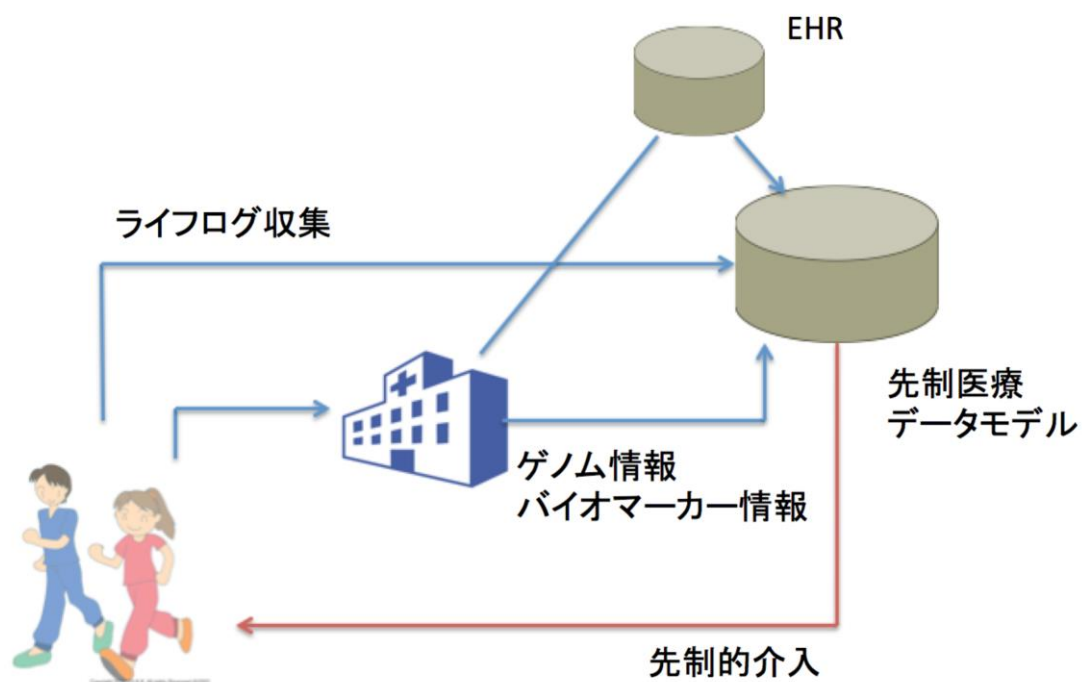 EHR
ライフログ収集
先制医療
データモデル
ゲノム情報
バイオマーカー情報
先制的介入